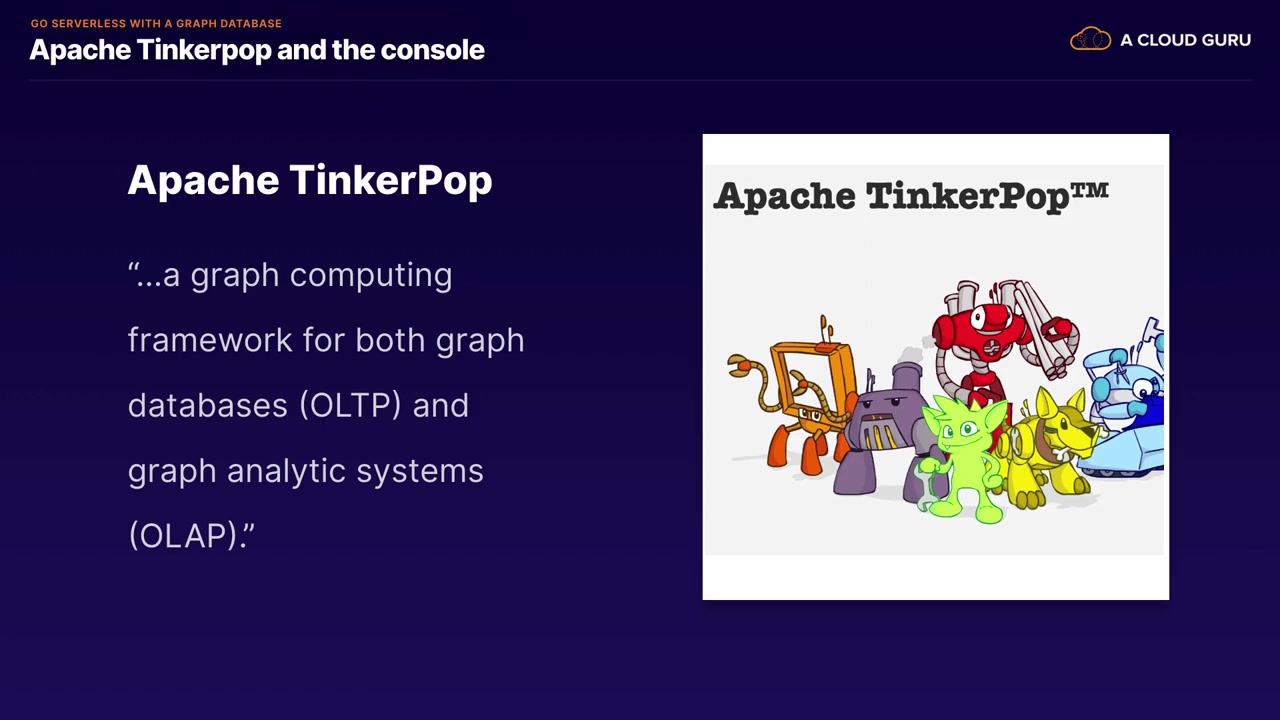 GO SERVERLESS WITH A GRAPH DATABASE
Apache Tinkerpop and the console
A CLOUD GURU
Apache TinkerPop
“...a graph computing
framework for both graph
databases (OLTP) and
graph analytic systems
(OLAP).”
Apache TinkerPop™